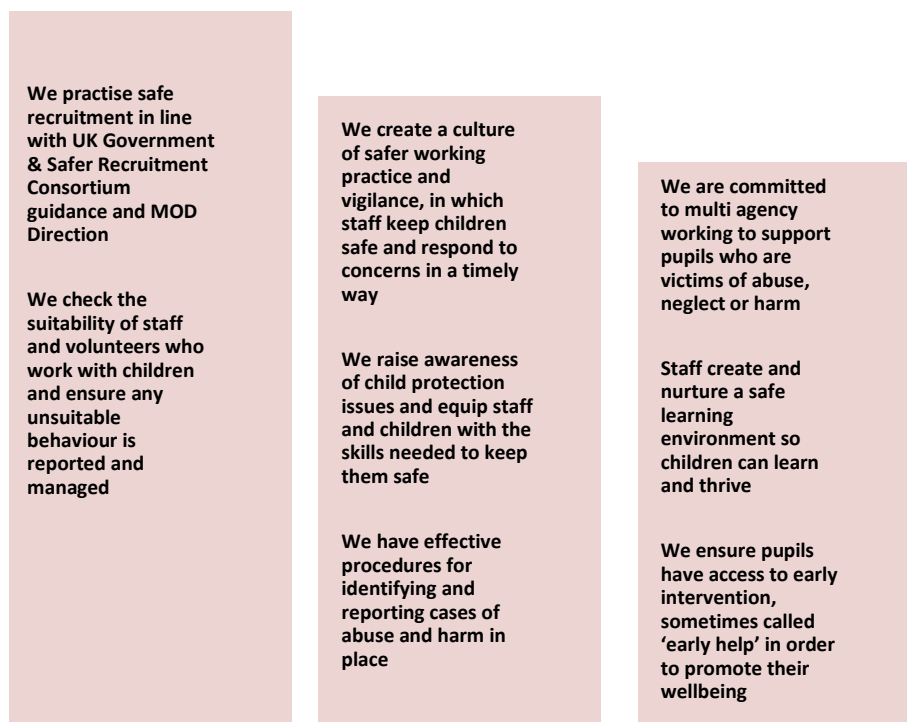 We practise safe
recruitment in line
with UK Government
& Safer Recruitment
Consortium
guidance and MOD
Direction
We check the
suitability of staff
and volunteers who
work with children
and ensure any
unsuitable
behaviour is
reported and
managed
We create a culture
of safer working
practice and
vigilance, in which
staff keep children
safe and respond to
concerns in a timely
way
We raise awareness
of child protection
issues and equip staff
and children with the
skills needed to keep
them safe
We have effective
procedures for
identifying and
reporting cases of
abuse and harm in
place
We are committed
to multi agency
working to support
pupils who are
victims of abuse,
neglect or harm
Staff create and
nurture a safe
learning
environment so
children can learn
and thrive
We ensure pupils
have access to early
intervention,
sometimes called
‘early help’ in order
to promote their
wellbeing